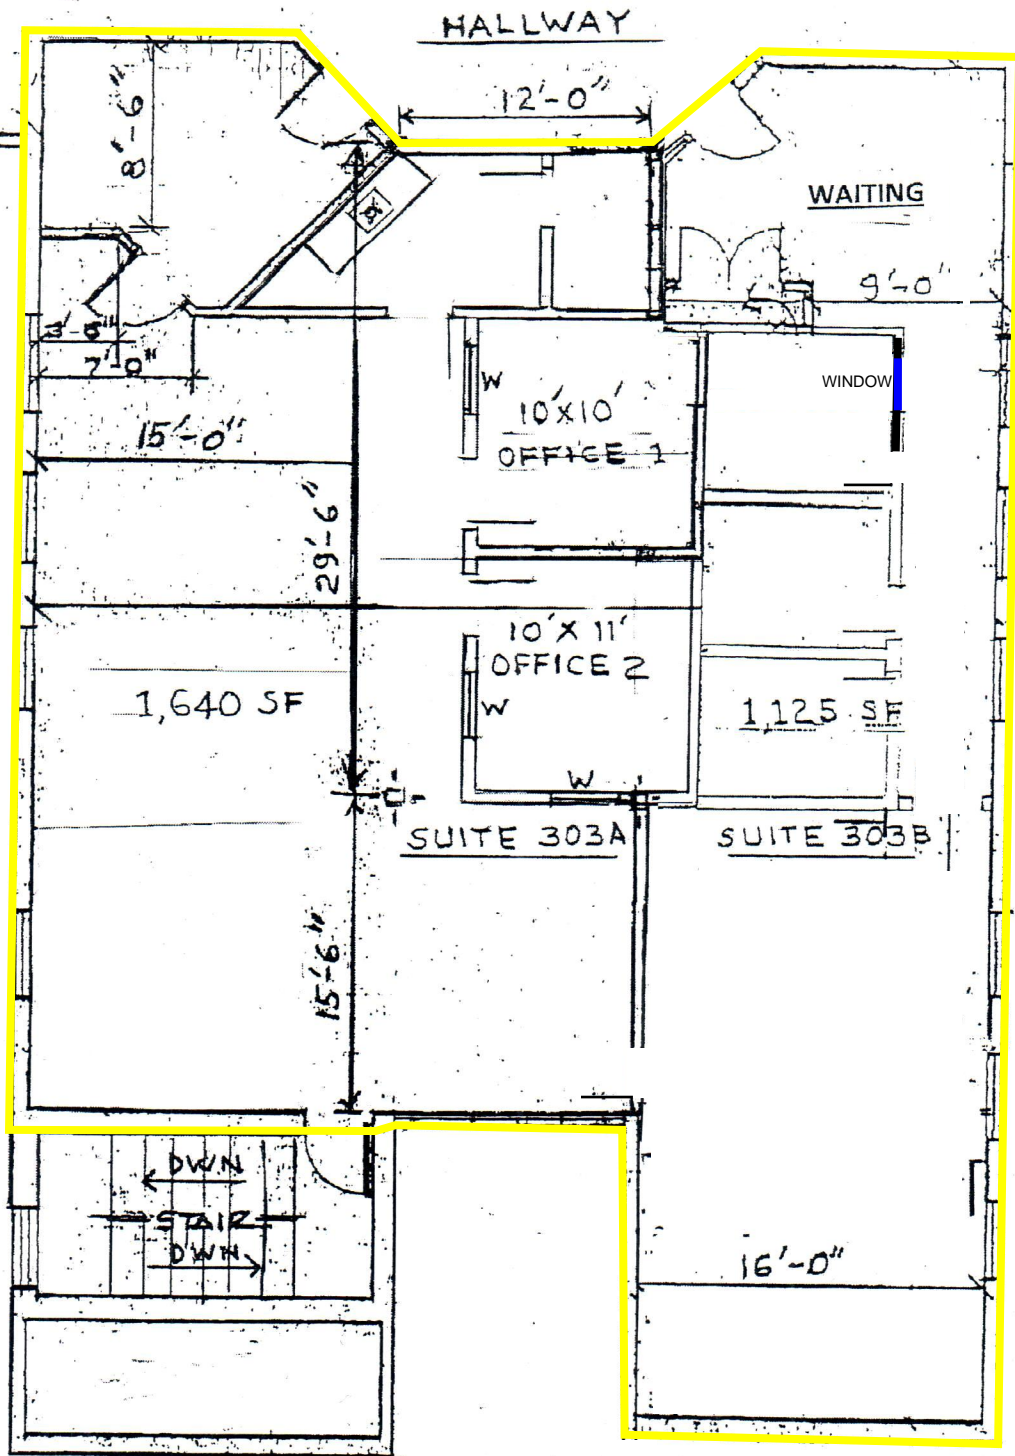 HALLWAY
12'-0"
8'-6"
WAITING
9'-0"
3'-6"
7'-0"
WINDOW
W
10'X10'
OFFICE 1
15'-0"
29'-6"
10'X 11'
OFFICE 2
1,640 SF
W
1,125 SF
W
SUITE 303A
SUITE 303B
15'-6"
DWN
STAIR
DWN
16'-0"